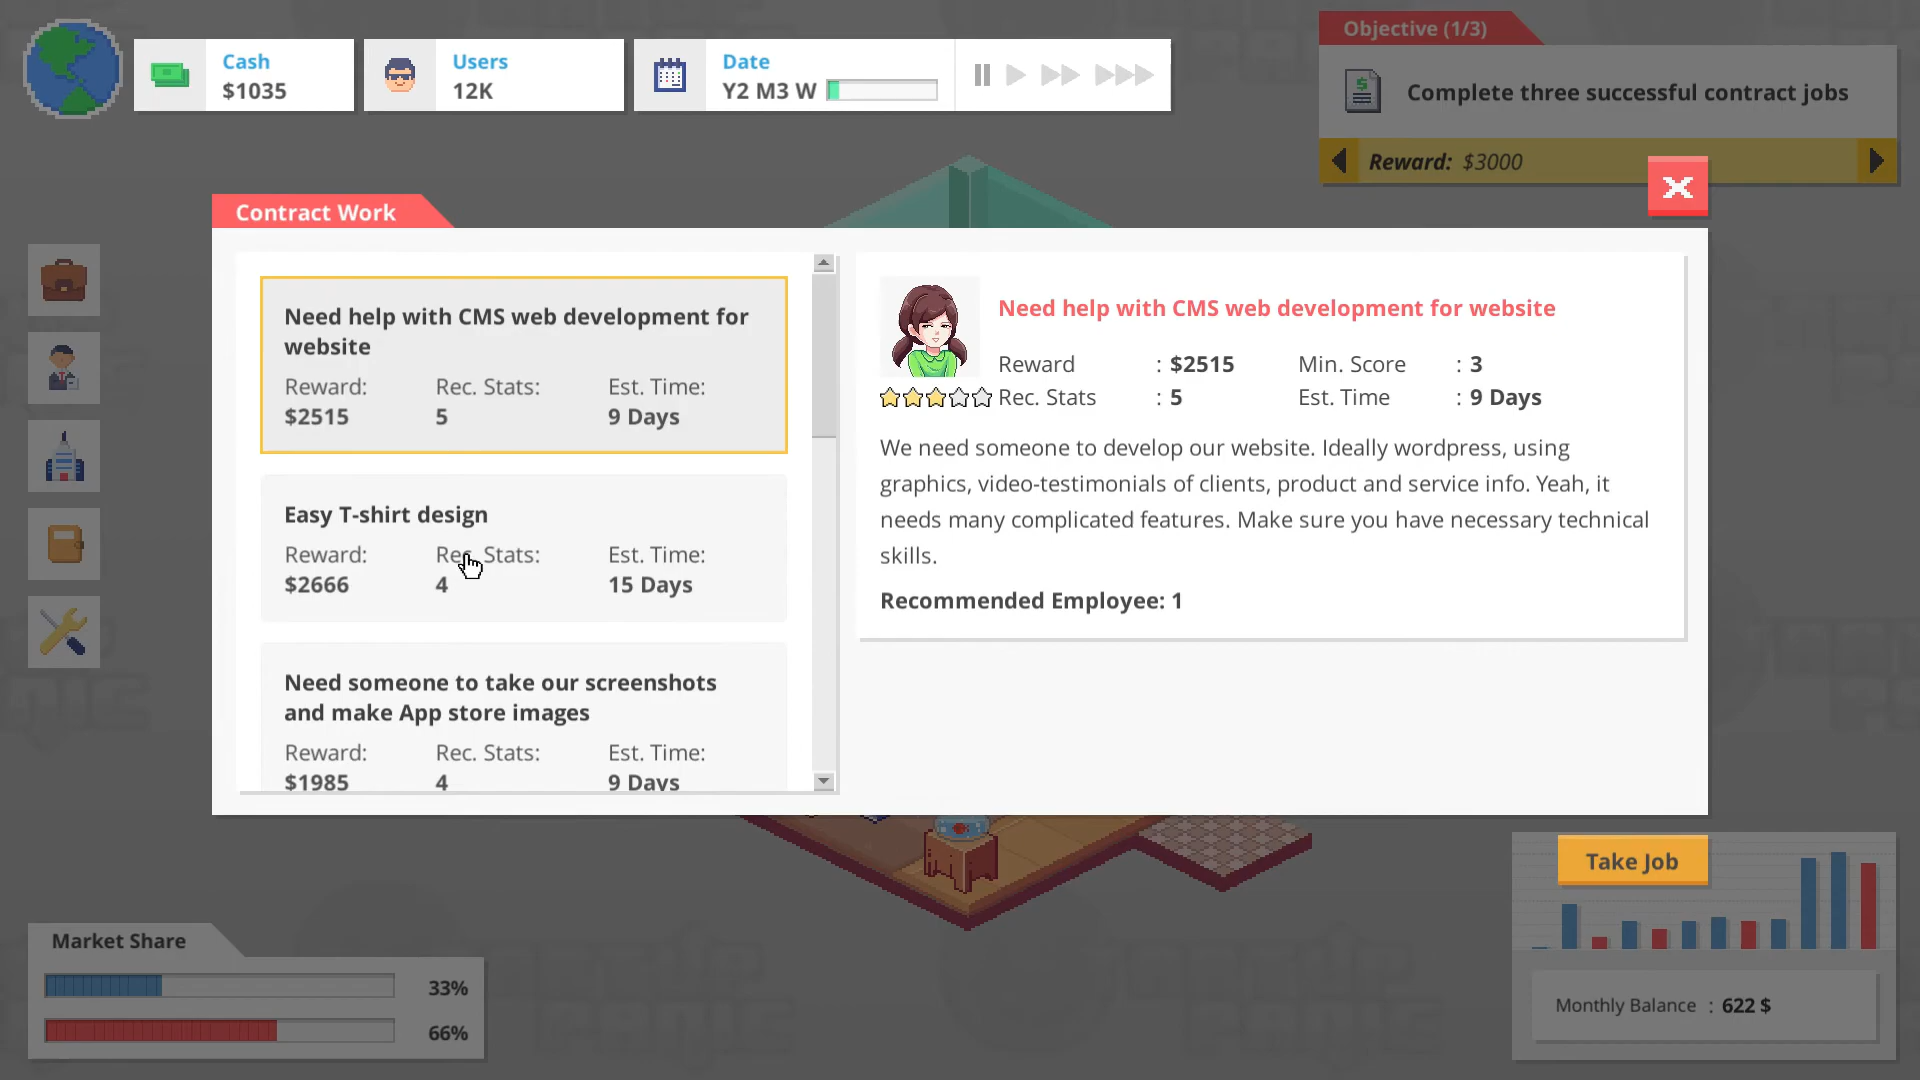 Cash
$1035
Users
12K
Date
Y2 M3 W
Objective (1/3)
Complete three successful contract jobs
Reward: $3000
Contract Work
Need help with CMS web development for
website
Reward: Rec. Stats: Est. Time:
$2515 5 9 Days
Easy T-shirt design
Reward: Rec. Stats: Est. Time:
$2666 4 15 Days
Need someone to take our screenshots
and make App store images
Reward: Rec. Stats: Est. Time:
$1985 4 9 Days
Need help with CMS web development for website
Reward : $2515 Min. Score : 3
Rec. Stats : 5 Est. Time : 9 Days
We need someone to develop our website. Ideally wordpress, using
graphics, video-testimonials of clients, product and service info. Yeah, it
needs many complicated features. Make sure you have necessary technical
skills.
Recommended Employee: 1
Take Job
Market Share
33%
66%
Monthly Balance : 622 $